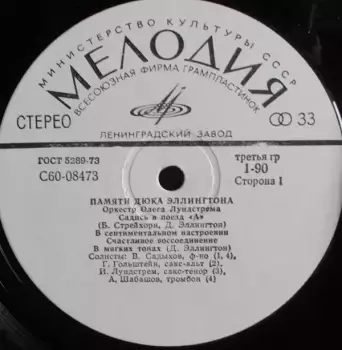 МИНИСТЕРСТВО КУЛЬТУРЫ СССР
МЕЛОДИЯ
ВСЕСОЮЗНАЯ ФИРМА ГРАМПЛАСТИНОК
СТЕРЕО
33
ЛЕНИНГРАДСКИЙ ЗАВОД
ГОСТ 5289-73
С60-08473
третья гр
1-90
Сторона 1
ПАМЯТИ ДЮКА ЭЛЛИНГТОНА
Оркестр Олега Лундстрема
Садись в поезд «А»
(Б. Стрейхорн, Д. Эллингтон)
В сентиментальном настроении
Счастливое воссоединение
В мягких тонах (Д. Эллингтон)
Солисты: В. Садыхов, ф-но (1, 4),
Г. Гольштейн, сакс-альт (2),
И. Лундстрем, сакс-тенор (3),
А. Шабашов, тромбон (4)